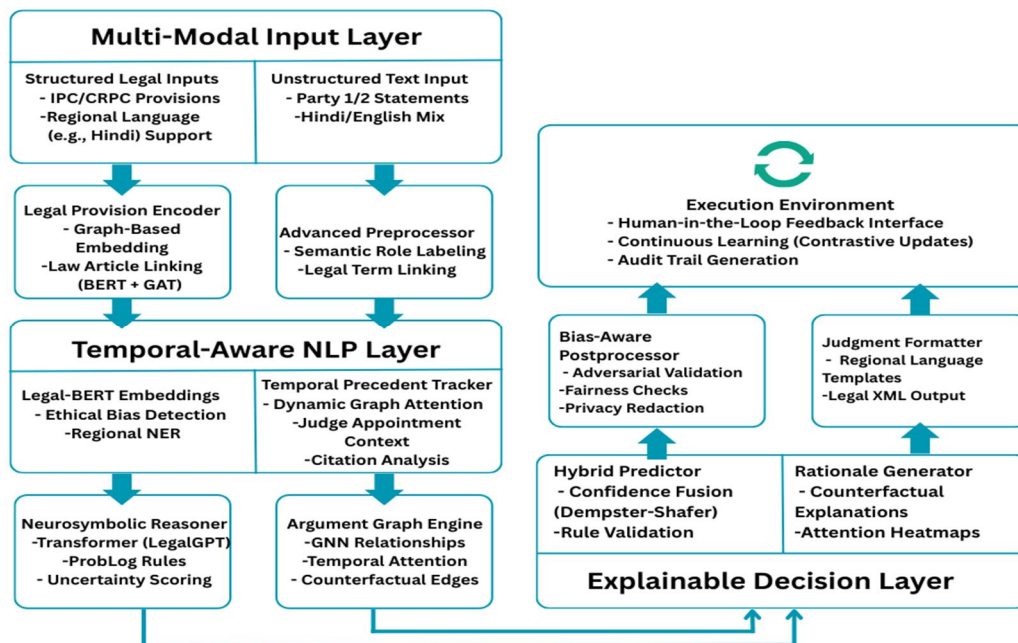 Multi-Modal Input Layer
Structured Legal Inputs
- IPC/CRPC Provisions
-Regional Language
(e.g., Hindi) Support
Unstructured Text Input
- Party 1/2 Statements
-Hindi/English Mix
Legal Provision Encoder
- Graph-Based
Embedding
-Law Article Linking
(BERT + GAT)
Advanced Preprocessor
- Semantic Role Labeling
-Legal Term Linking
Temporal-Aware NLP Layer
Legal-BERT Embeddings
- Ethical Bias Detection
-Regional NER
Temporal Precedent Tracker
- Dynamic Graph Attention
-Judge Appointment
Context
-Citation Analysis
Neurosymbolic Reasoner
-Transformer (LegalGPT)
-ProbLog Rules
- Uncertainty Scoring
Argument Graph Engine
-GNN Relationships
-Temporal Attention
- Counterfactual Edges
Execution Environment
- Human-in-the-Loop Feedback Interface
- Continuous Learning (Contrastive Updates)
- Audit Trail Generation
Bias-Aware
Postprocessor
- Adversarial Validation
-Fairness Checks
-Privacy Redaction
Judgment Formatter
- Regional Language
Templates
-Legal XML Output
Hybrid Predictor
- Confidence Fusion
(Dempster-Shafer)
-Rule Validation
Rationale Generator
- Counterfactual
Explanations
-Attention Heatmaps
Explainable Decision Layer